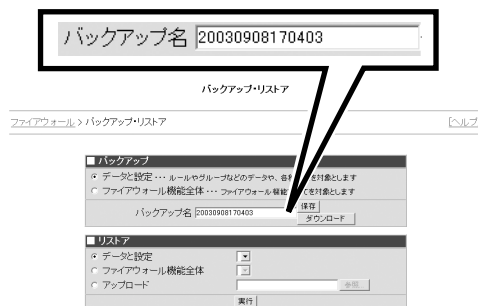 バックアップ名 20030908170403
バックアップ・リストア
ファイアウォール > バックアップ・リストア [ヘルプ
■ バックアップ
データと設定 ・・・ ルールやグループなどのデータや、各種 を対象とします
ファイアウォール機能全体 ・・・ ファイアウォール機能 てを対象とします
バックアップ名 20030908170403 保存
ダウンロード
■ リストア
データと設定
ファイアウォール機能全体
アップロード 参照...
実行